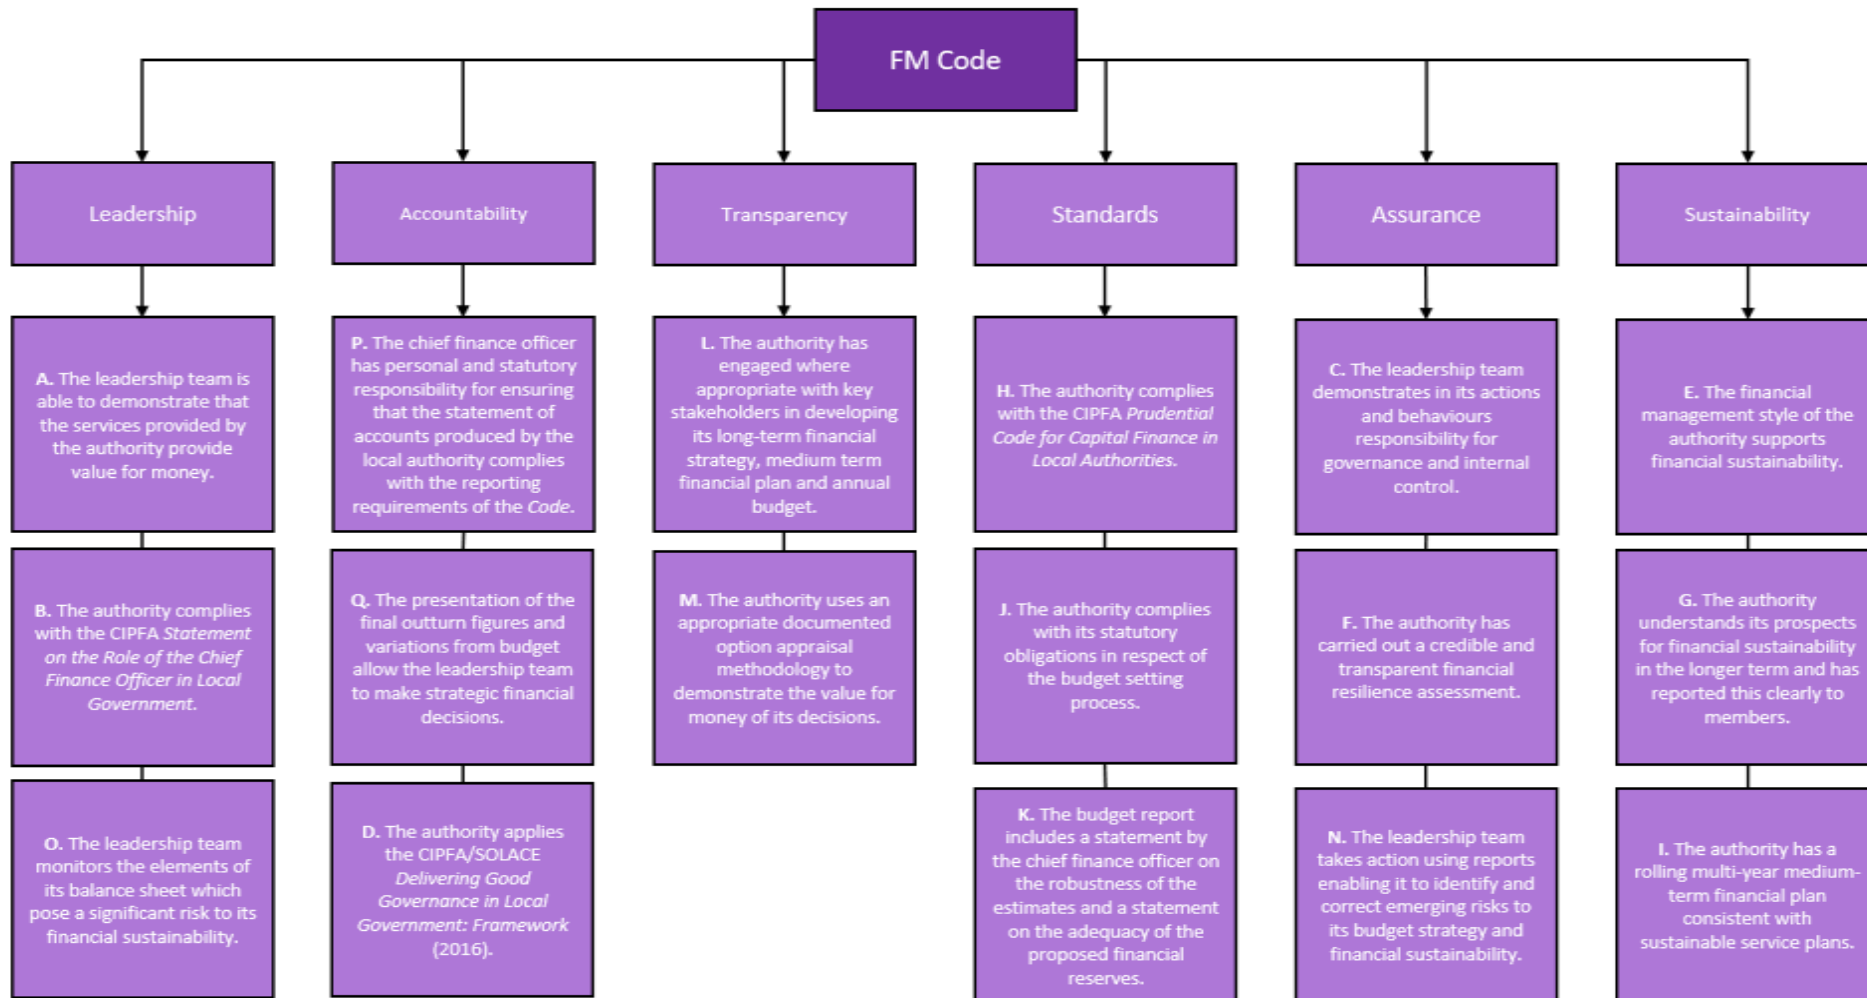 FM Code
Leadership
Accountability
Transparency
Standards
Assurance
Sustainability
A. The leadership team is
able to demonstrate that
the services provided by
the authority provide
value for money.
P. The chief finance officer
has personal and statutory
responsibility for ensuring
that the statement of
accounts produced by the
local authority complies
with the reporting
requirements of the Code.
L. The authority has
engaged where
appropriate with key
stakeholders in developing
its long-term financial
strategy, medium term
financial plan and annual
budget.
H. The authority complies
with the CIPFA Prudential
Code for Capital Finance in
Local Authorities.
C. The leadership team
demonstrates in its actions
and behaviours
responsibility for
governance and internal
control.
E. The financial
management style of the
authority supports
financial sustainability.
B. The authority complies
with the CIPFA Statement
on the Role of the Chief
Finance Officer in Local
Government.
Q. The presentation of the
final outturn figures and
variations from budget
allow the leadership team
to make strategic financial
decisions.
M. The authority uses an
appropriate documented
option appraisal
methodology to
demonstrate the value for
money of its decisions.
J. The authority complies
with its statutory
obligations in respect of
the budget setting
process.
F. The authority has
carried out a credible and
transparent financial
resilience assessment.
G. The authority
understands its prospects
for financial sustainability
in the longer term and has
reported this clearly to
members.
O. The leadership team
monitors the elements of
its balance sheet which
pose a significant risk to its
financial sustainability.
D. The authority applies
the CIPFA/SOLACE
Delivering Good
Governance in Local
Government: Framework
(2016).
K. The budget report
includes a statement by
the chief finance officer on
the robustness of the
estimates and a statement
on the adequacy of the
proposed financial
reserves.
N. The leadership team
takes action using reports
enabling it to identify and
correct emerging risks to
its budget strategy and
financial sustainability.
I. The authority has a
rolling multi-year medium-
term financial plan
consistent with
sustainable service plans.